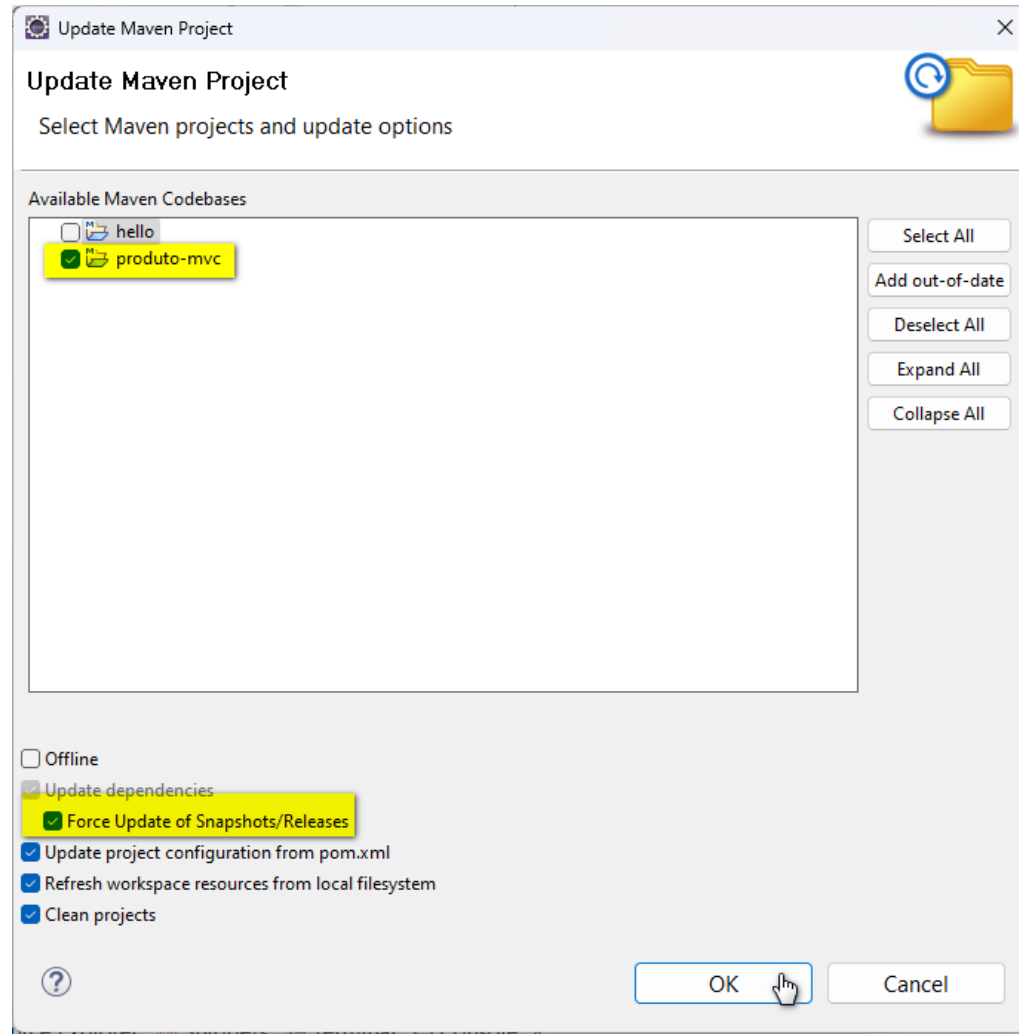 Update Maven Project
Update Maven Project
Select Maven projects and update options
Available Maven Codebases
hello
produto-mvc
Select All
Add out-of-date
Deselect All
Expand All
Collapse All
Offline
Update dependencies
Force Update of Snapshots/Releases
Update project configuration from pom.xml
Refresh workspace resources from local filesystem
Clean projects
?
OK
Cancel